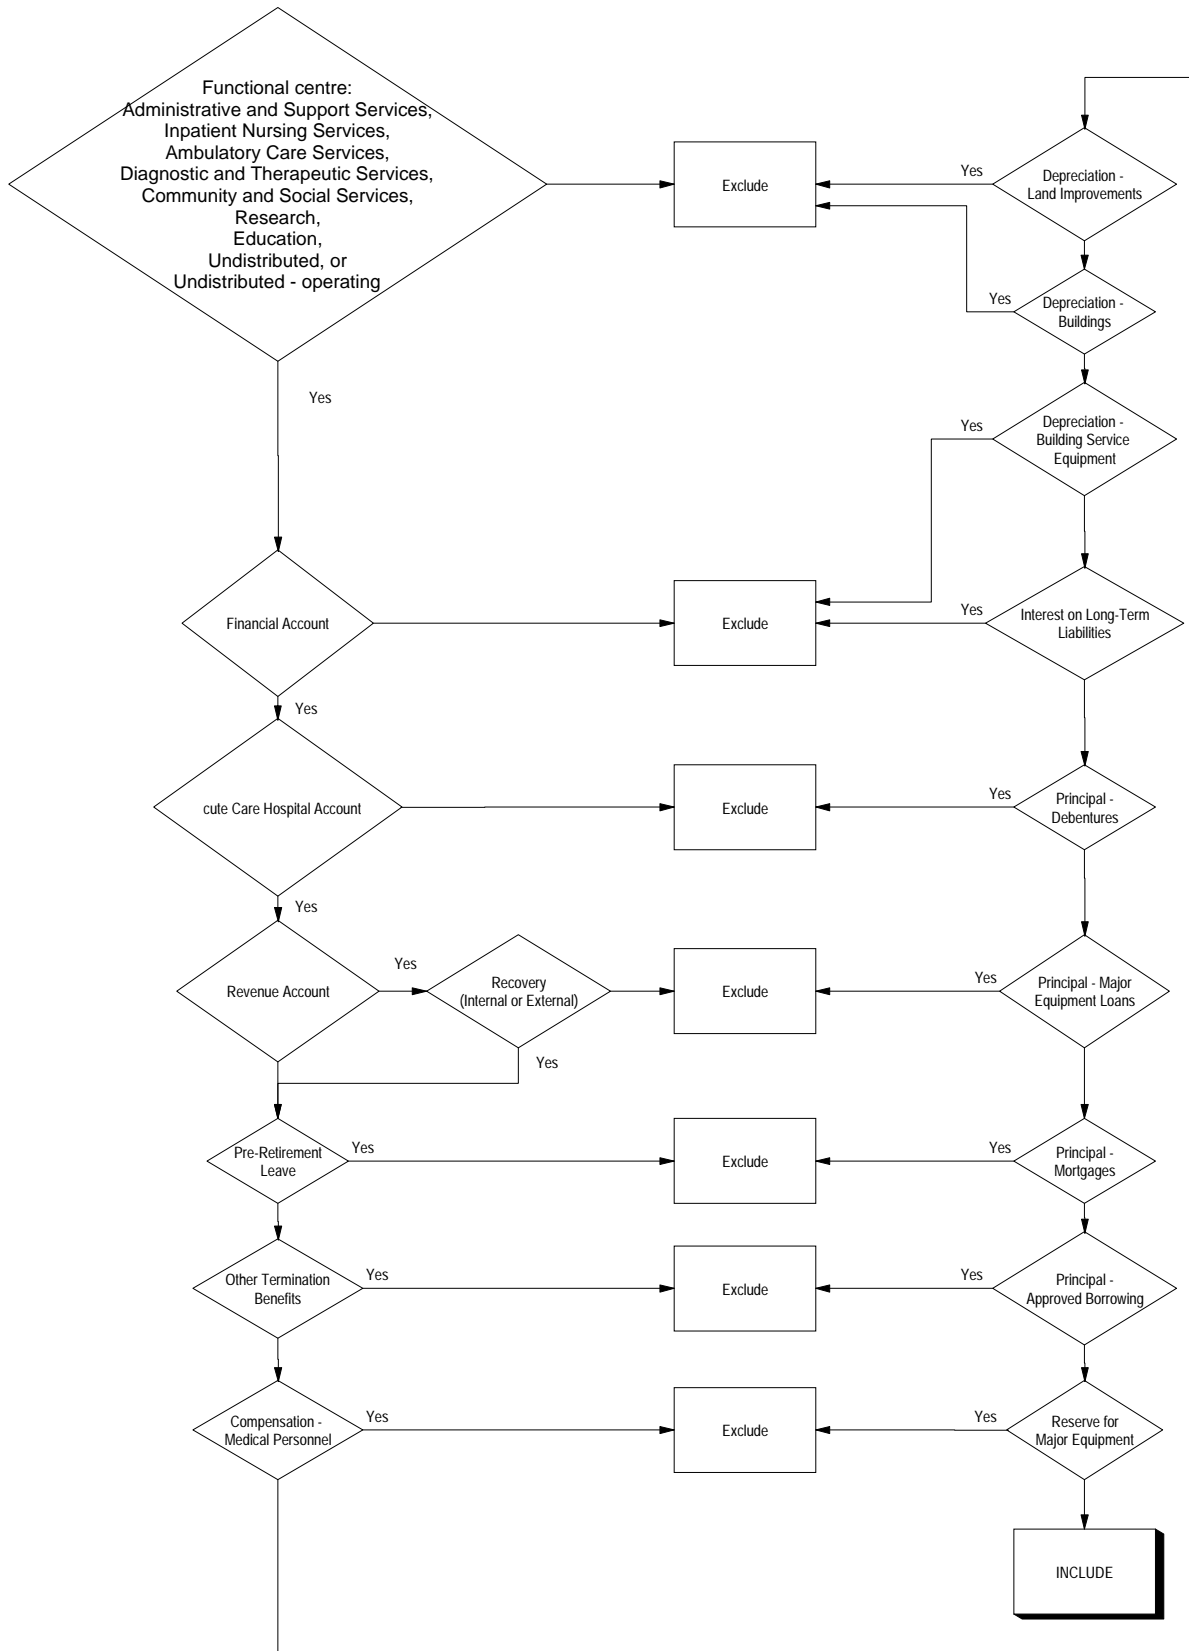 Functional centre:
Administrative and Support Services,
Inpatient Nursing Services,
Ambulatory Care Services,
Diagnostic and Therapeutic Services,
Community and Social Services,
Research,
Education,
Undistributed, or
Undistributed - operating
Yes
Financial Account
Yes
cute Care Hospital Account
Yes
Revenue Account
Yes
Recovery
(Internal or External)
Yes
Pre-Retirement
Leave
Yes
Other Termination
Benefits
Yes
Compensation -
Medical Personnel
Yes
Exclude
Exclude
Exclude
Exclude
Exclude
Exclude
Exclude
Yes
Depreciation -
Land Improvements
Yes
Depreciation -
Buildings
Yes
Depreciation -
Building Service
Equipment
Yes
Interest on Long-Term
Liabilities
Yes
Principal -
Debentures
Yes
Principal - Major
Equipment Loans
Yes
Principal -
Mortgages
Yes
Principal -
Approved Borrowing
Yes
Reserve for
Major Equipment
INCLUDE